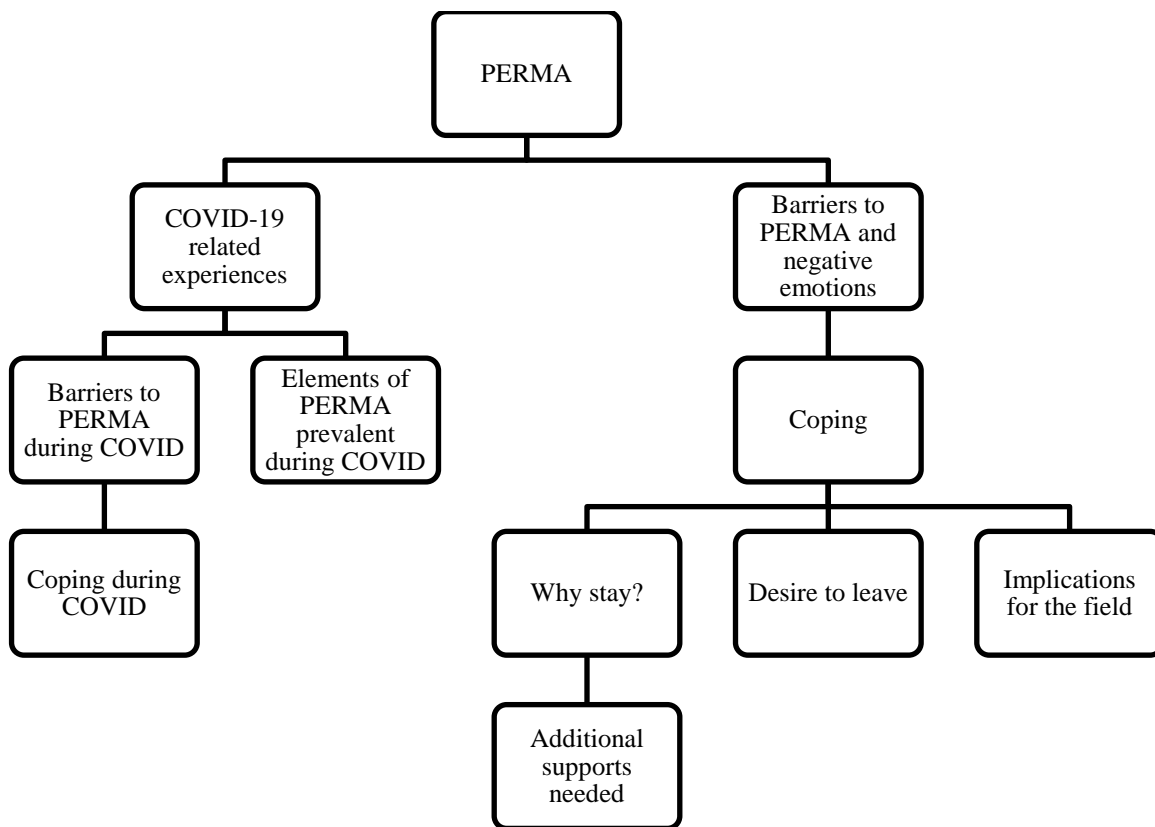 PERMA
COVID-19
related
experiences
Barriers to
PERMA and
negative
emotions
Barriers to
PERMA
during COVID
Elements of
PERMA
prevalent
during COVID
Coping
Coping during
COVID
Why stay?
Desire to leave
Implications
for the field
Additional
supports
needed